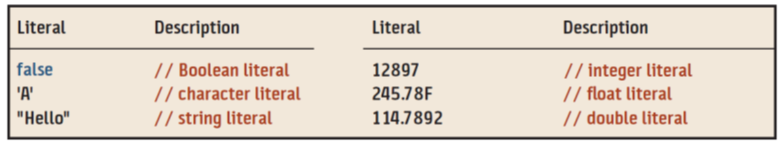 Literal Description Literal Description
false // Boolean literal 12897 // integer literal
'A' // character literal 245.78F // float literal
"Hello" // string literal 114.7892 // double literal